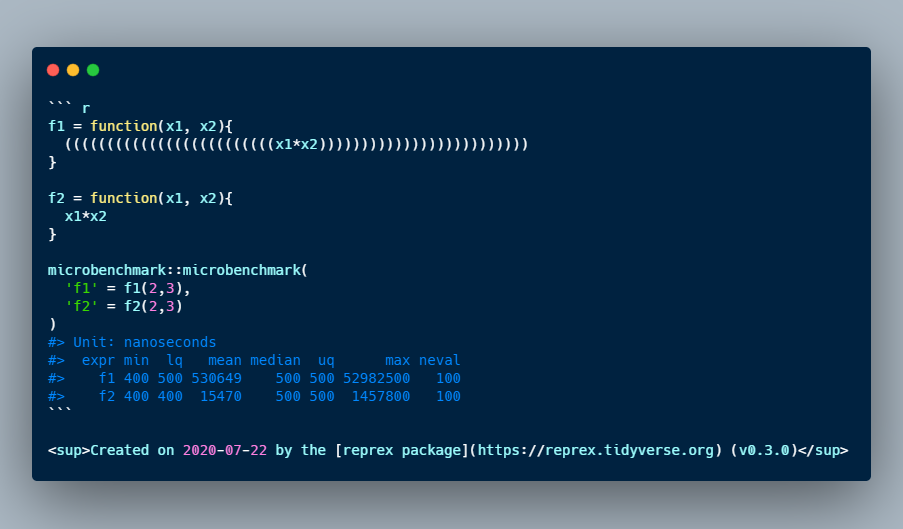 ``` r
f1 = function(x1, x2){
  (((((((((((((((((((((((((x1*x2)))))))))))))))))))))))))
}
f2 = function(x1, x2){
  x1*x2
}
microbenchmark::microbenchmark(
  'f1' = f1(2,3),
  'f2' = f2(2,3)
)
#> Unit: nanoseconds
#>  expr min  lq   mean median  uq      max neval
#>    f1 400 500 530649    500 500 52982500   100
#>    f2 400 400  15470    500 500  1457800   100
```
<sup>Created on 2020-07-22 by the [reprex package](https://reprex.tidyverse.org) (v0.3.0)</sup>